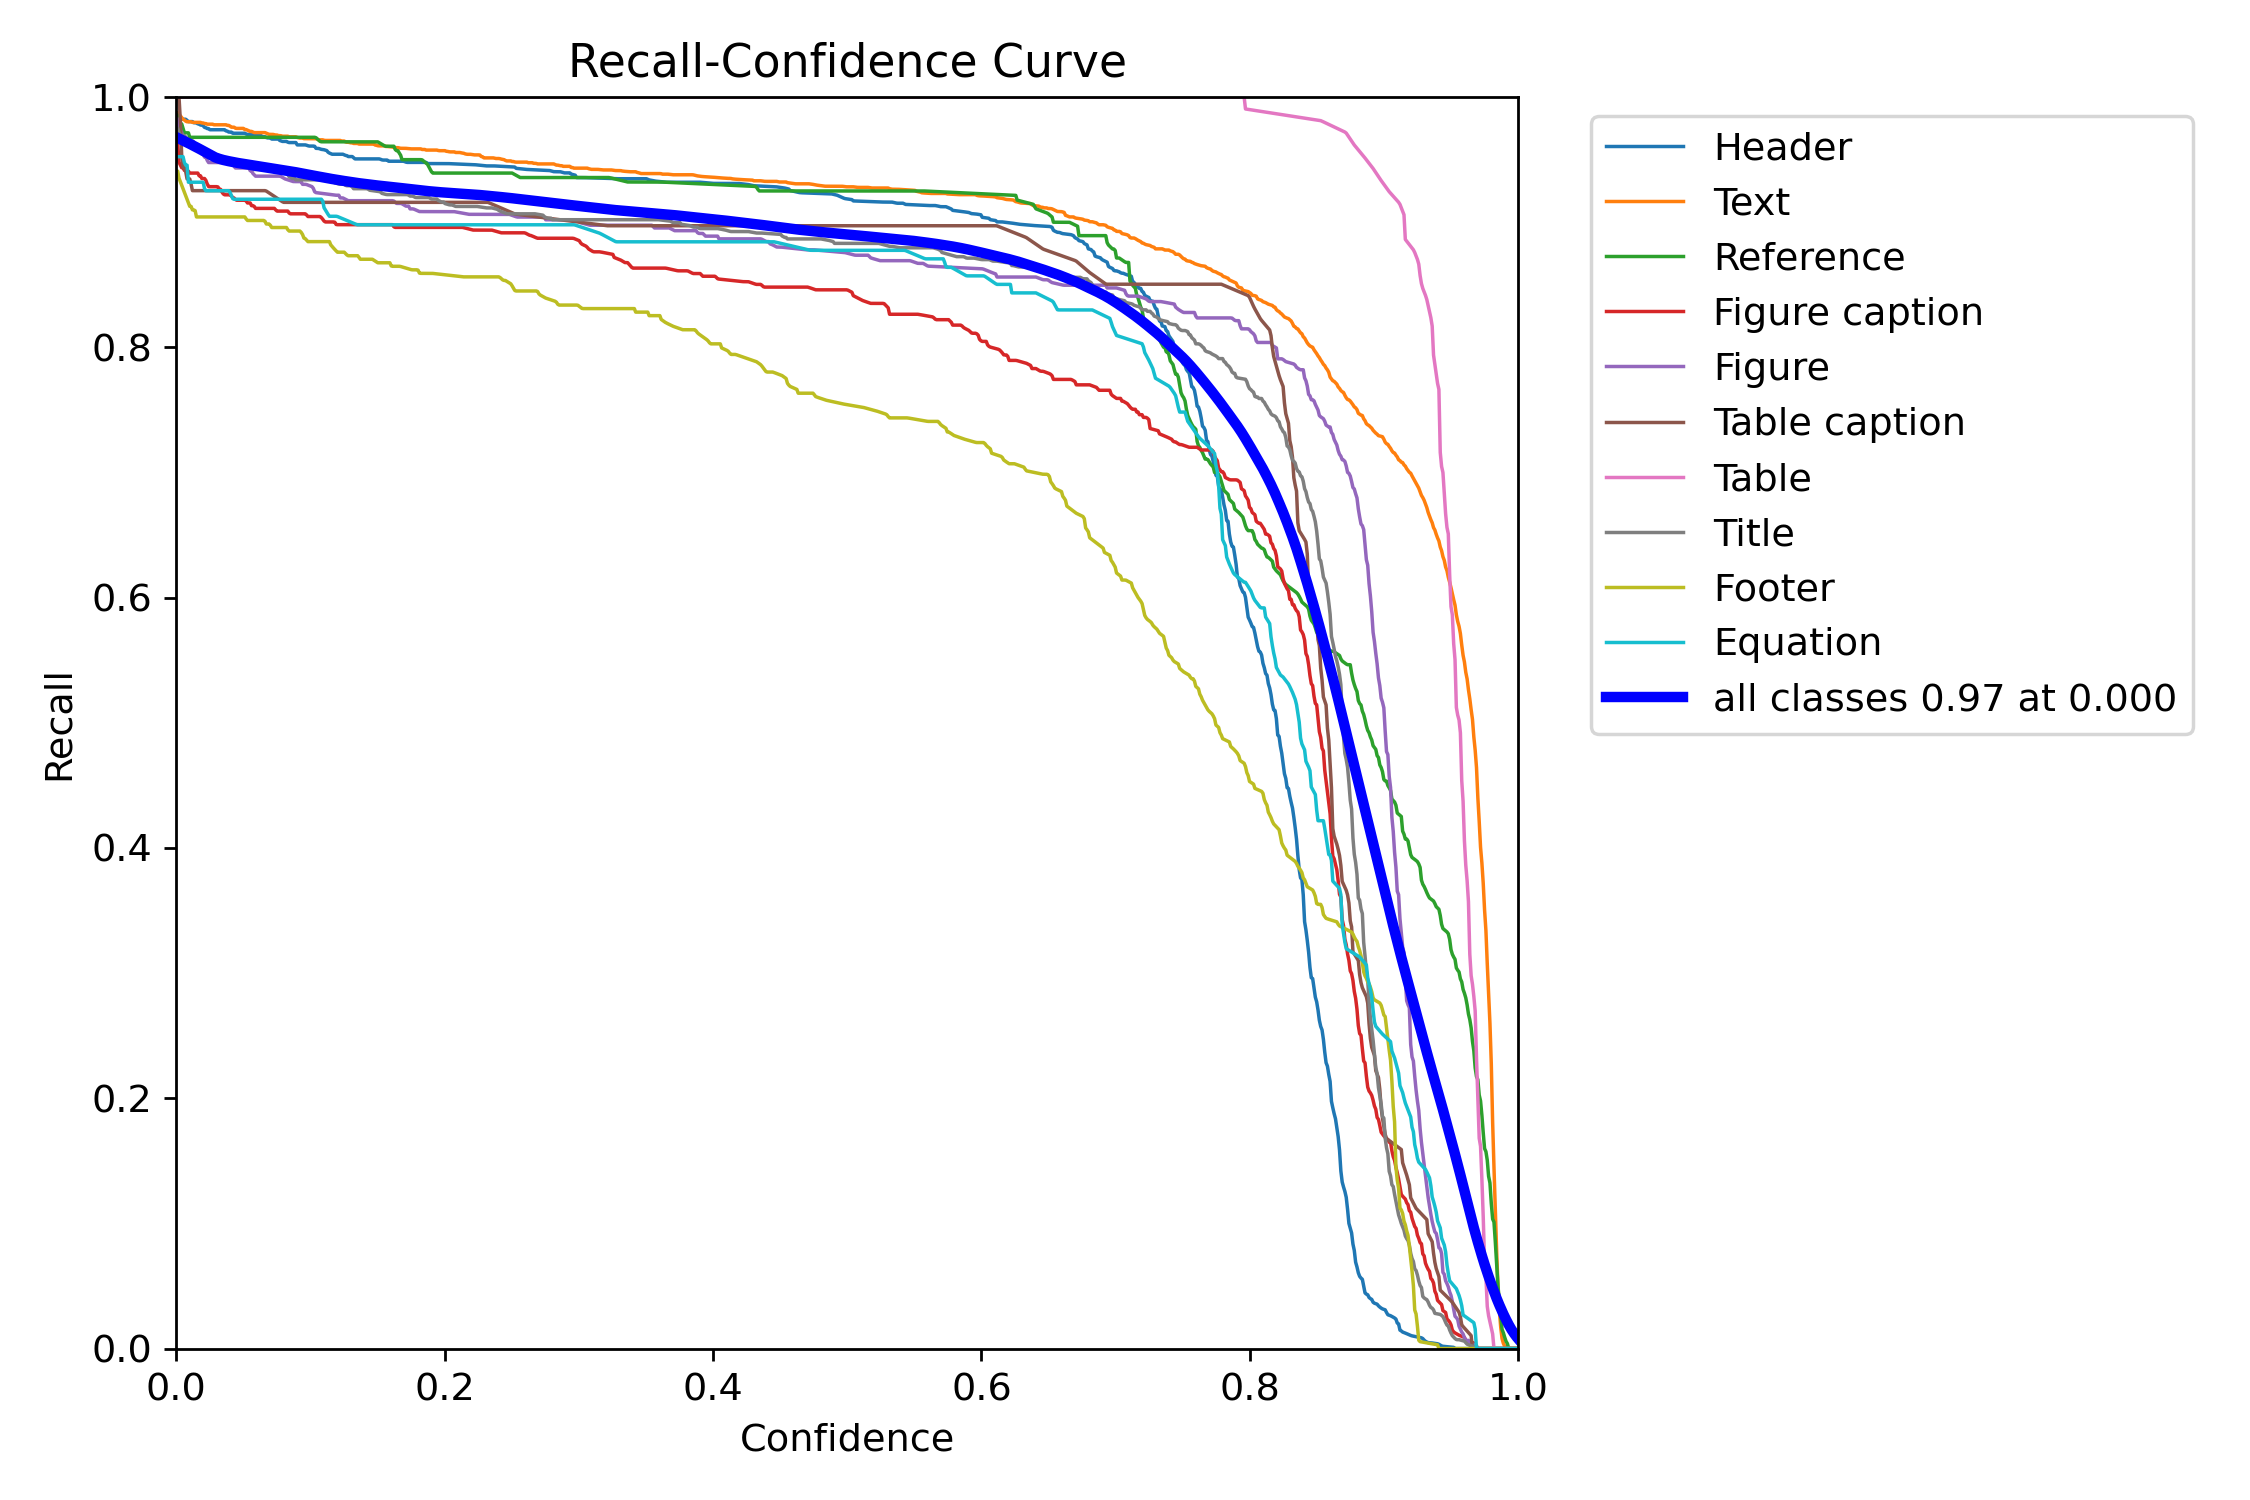 Recall-Confidence Curve
1.0
0.8
0.6
0.4
0.2
0.0
Recall
0.0 0.2 0.4 0.6 0.8 1.0
Confidence
Header
Text
Reference
Figure caption
Figure
Table caption
Table
Title
Footer
Equation
all classes 0.97 at 0.000